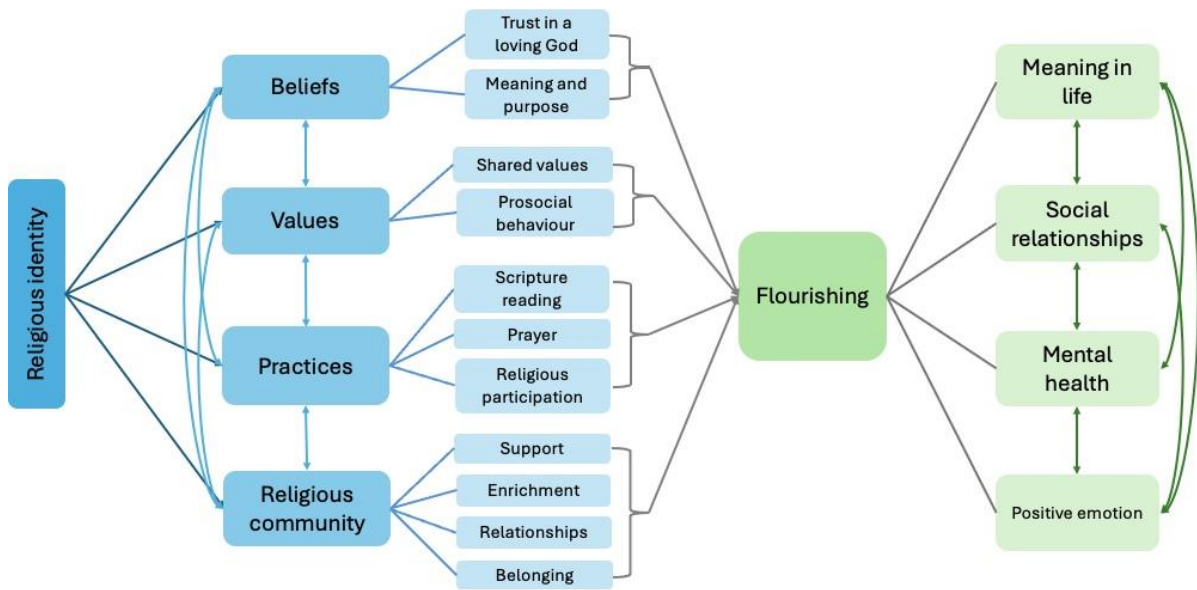 Religious identity
Beliefs
Values
Practices
Religious
community
Trust in a
loving God
Meaning and
purpose
Shared values
Prosocial
behaviour
Scripture
reading
Prayer
Religious
participation
Support
Enrichment
Relationships
Belonging
Flourishing
Meaning in
life
Social
relationships
Mental
health
Positive emotion